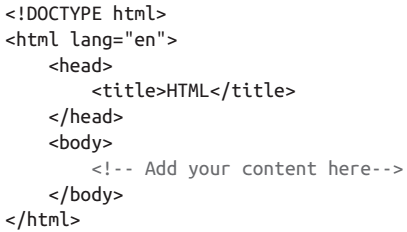 <!DOCTYPE html>
<html lang="en">
    <head>
        <title>HTML</title>
    </head>
    <body>
        <!-- Add your content here-->
    </body>
</html>